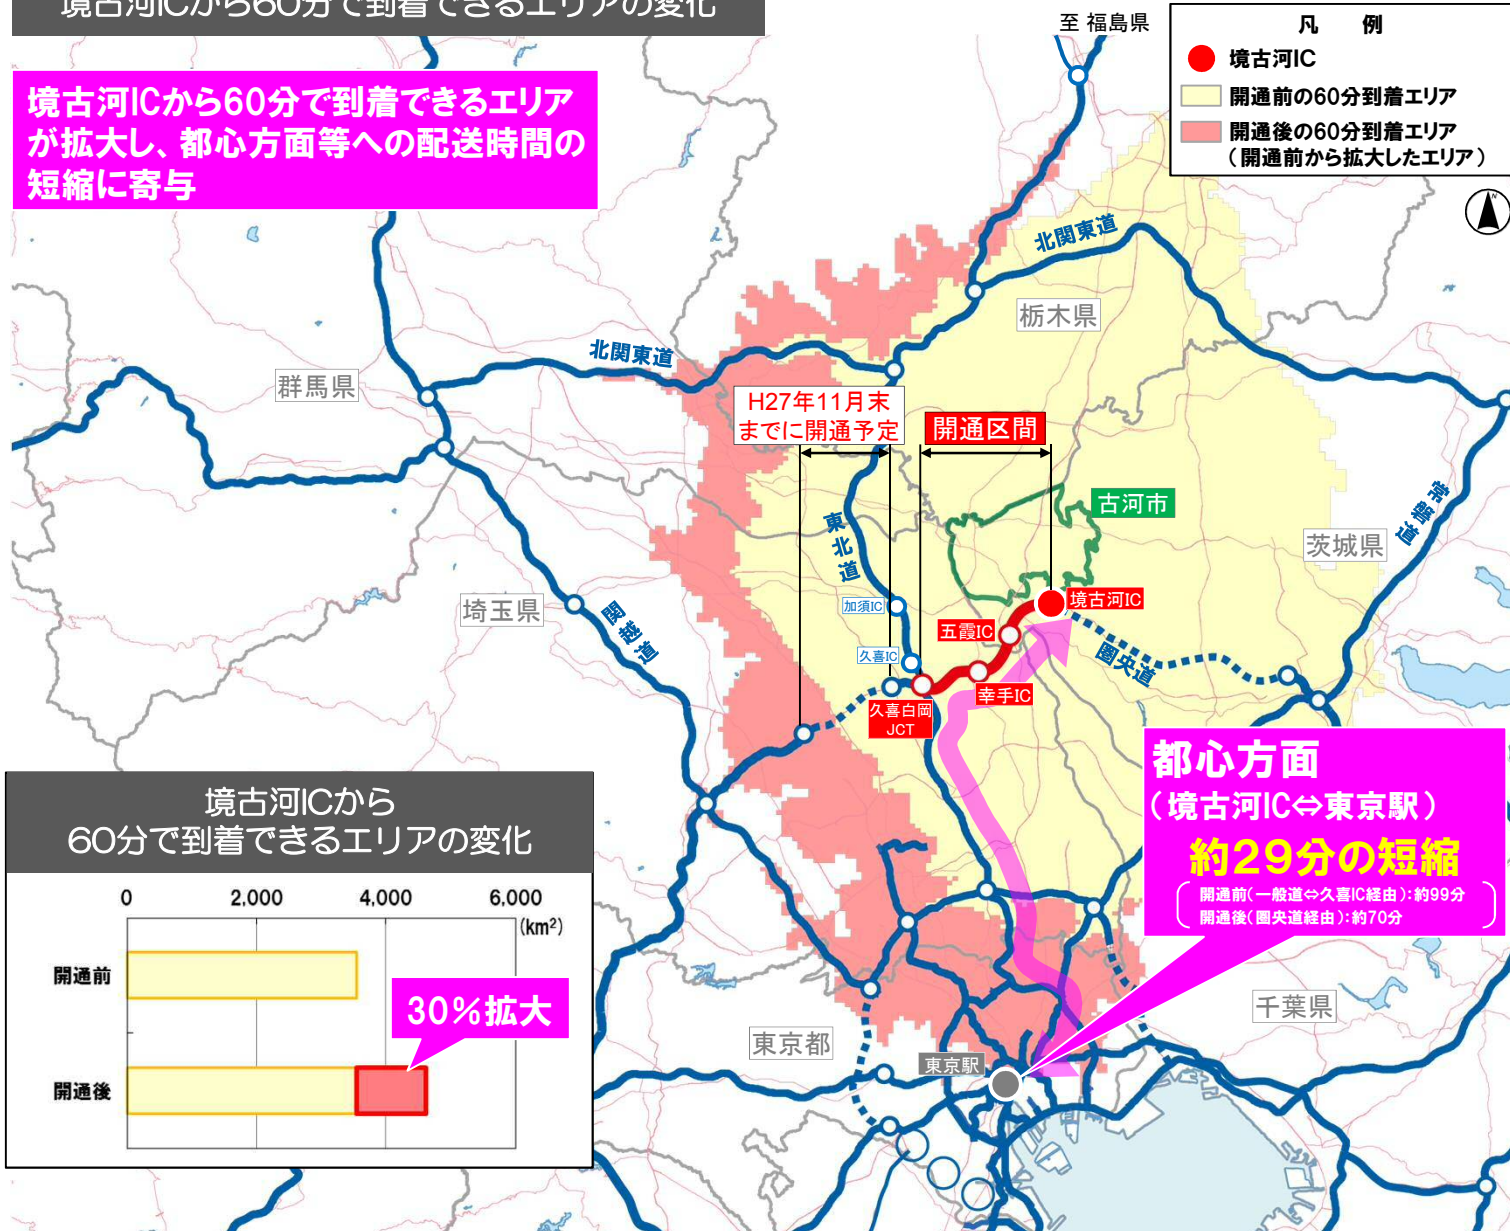 境古河ICから60分で到着できるエリアの変化
境古河ICから60分で到着できるエリア
が拡大し、都心方面等への配送時間の
短縮に寄与
至 福島県
凡 例
境古河IC
開通前の60分到着エリア
開通後の60分到着エリア
（開通前から拡大したエリア）
N
北関東道
栃木県
北関東道
群馬県
H27年11月末
までに開通予定
開通区間
古河市
東北道
常磐道
茨城県
加須IC
境古河IC
埼玉県
関越道
五霞IC
久喜IC
圏央道
幸手IC
久喜白岡
JCT
都心方面
（境古河IC⇔東京駅）
約29分の短縮
開通前(一般道⇔久喜IC経由):約99分
開通後(圏央道経由):約70分
境古河ICから
60分で到着できるエリアの変化
0 2,000 4,000 6,000
(km²)
開通前
30%拡大
開通後
千葉県
東京都
東京駅